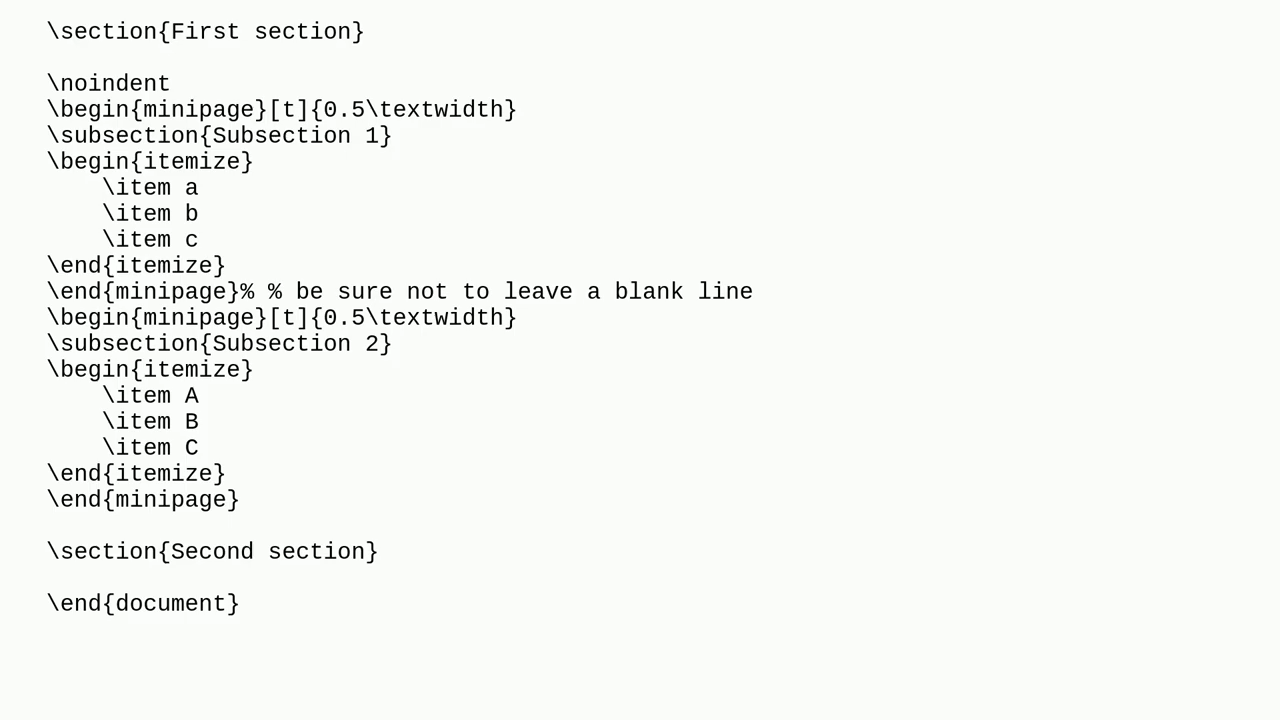 \section{First section}

\noindent
\begin{minipage}[t]{0.5\textwidth}
\subsection{Subsection 1}
\begin{itemize}
    \item a
    \item b
    \item c
\end{itemize}
\end{minipage}% % be sure not to leave a blank line
\begin{minipage}[t]{0.5\textwidth}
\subsection{Subsection 2}
\begin{itemize}
    \item A
    \item B
    \item C
\end{itemize}
\end{minipage}

\section{Second section}

\end{document}